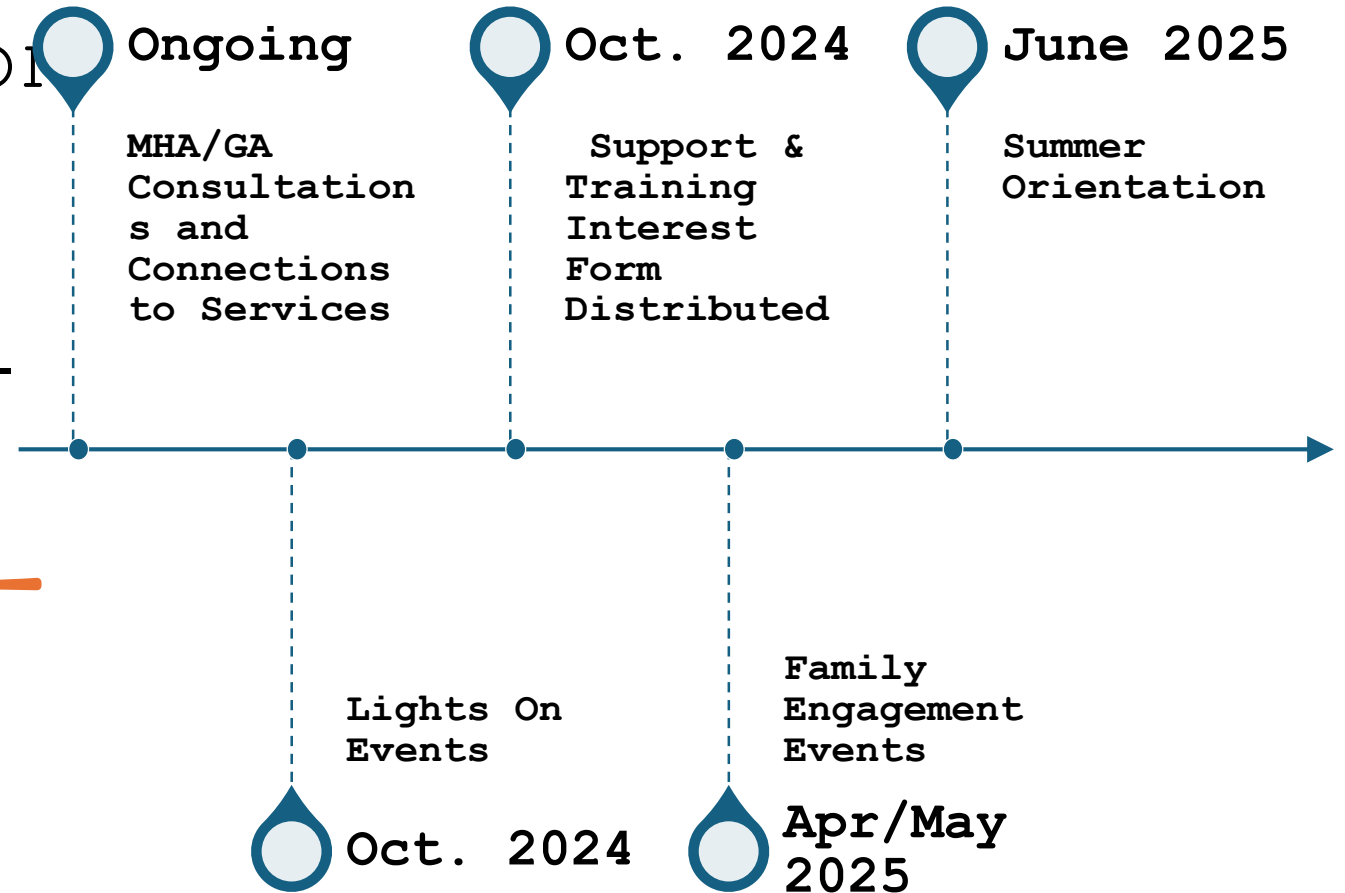 Ongoing
MHA/GA
Consultation
s and
Connections
to Services
Oct. 2024
Support &
Training
Interest
Form
Distributed
June 2025
Summer
Orientation
Lights On
Events
Oct. 2024
Family
Engagement
Events
Apr/May
2025